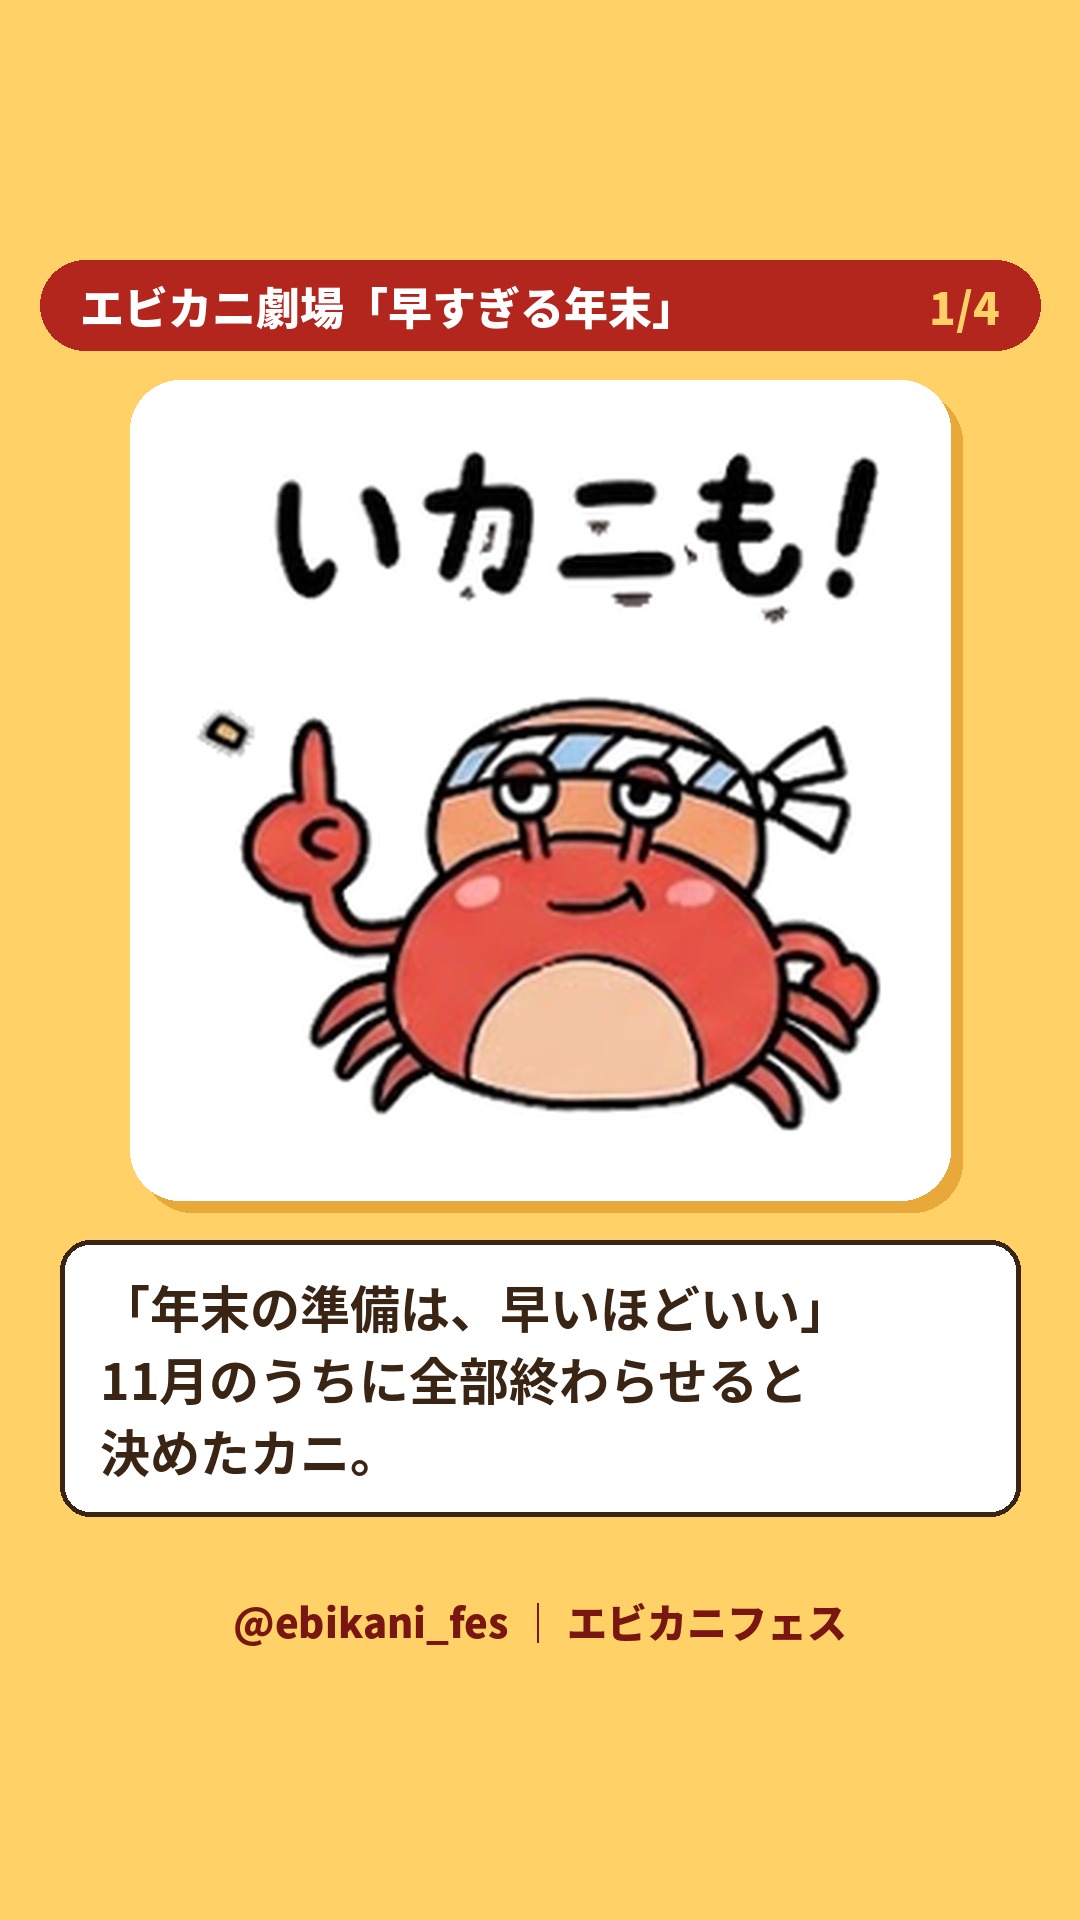 エビカニ劇場「早すぎる年末」 1/4
いカニも!
「年末の準備は、早いほどいい」
11月のうちに全部終わらせると
決めたカニ。
@ebikani_fes｜エビカニフェス